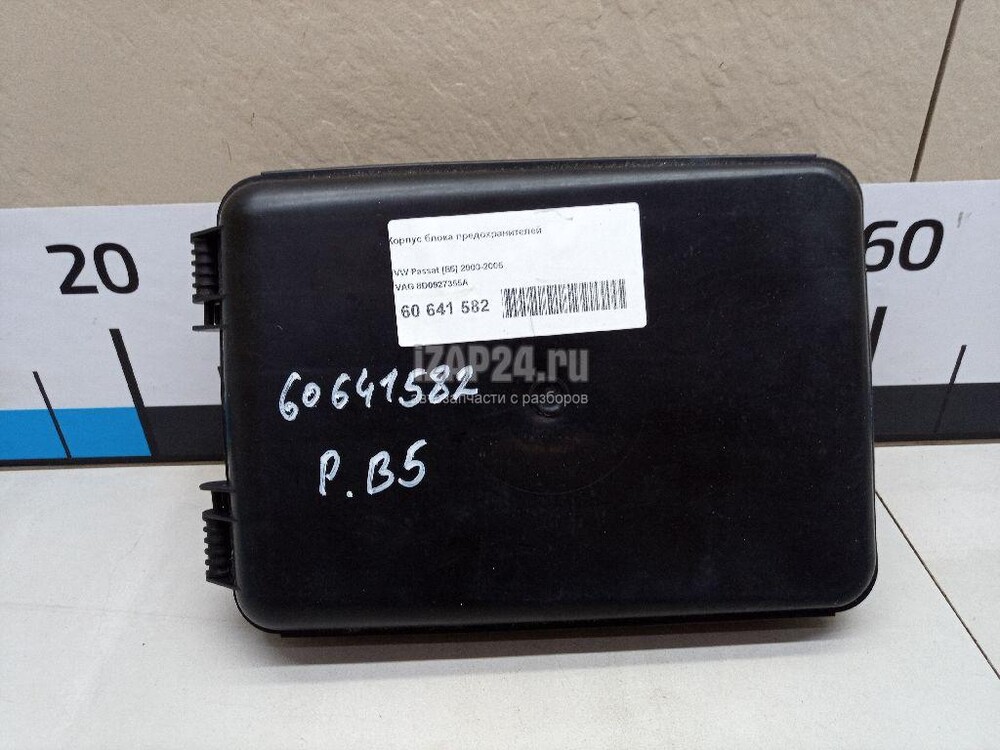 20
60
Корпус блока предохранителей
VW Passat [B5] 2000-2005
VAG 8D0927355A
60 641 582
iZAP24.ru
автозапчасти с разборов
60641582
P.B5